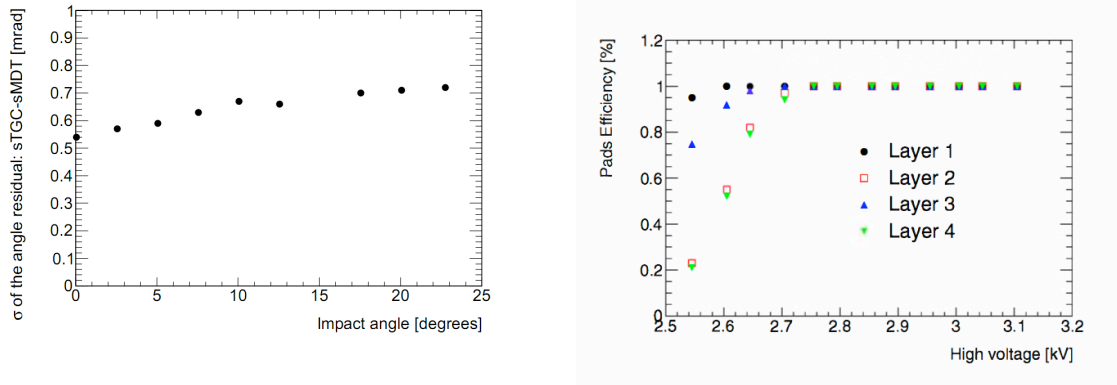 σ of the angle residual: sTGC-sMDT [mrad]
1
0.9
0.8
0.7
0.6
0.5
0.4
0.3
0.2
0.1
0
0 5 10 15 20 25
Impact angle [degrees]
Pads Efficiency [%]
1.2
1
0.8
0.6
0.4
0.2
0
Layer 1
Layer 2
Layer 3
Layer 4
2.5 2.6 2.7 2.8 2.9 3 3.1 3.2
High voltage [kV]